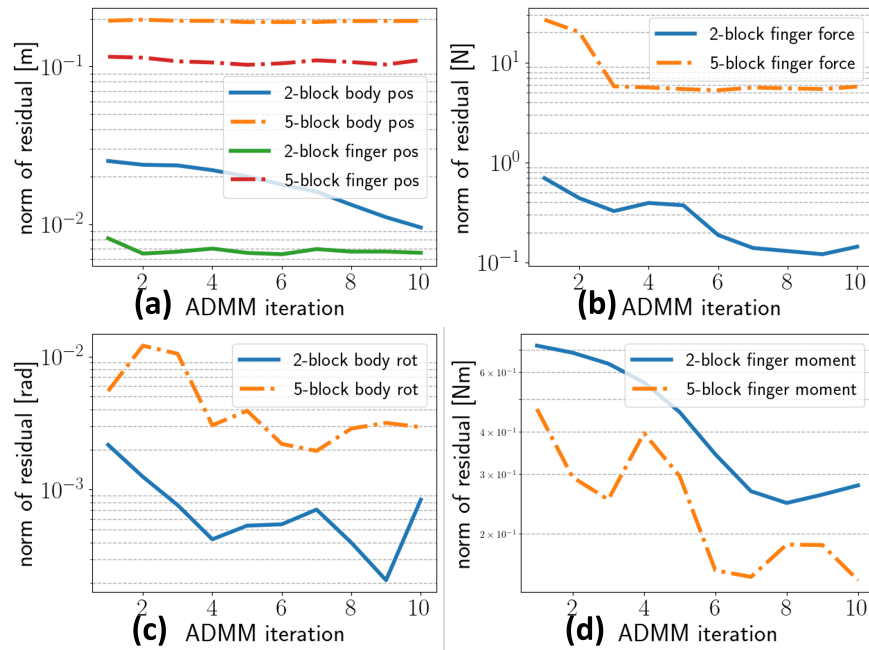 norm of residual [m]
10⁻¹
10⁻²
2-block body pos
5-block body pos
2-block finger pos
5-block finger pos
2 4 6 8 10
(a) ADMM iteration
norm of residual [N]
10¹
10⁰
10⁻¹
2-block finger force
5-block finger force
2 4 6 8 10
(b) ADMM iteration
norm of residual [rad]
10⁻²
10⁻³
2-block body rot
5-block body rot
2 4 6 8 10
(c) ADMM iteration
norm of residual [Nm]
6 × 10⁻¹
4 × 10⁻¹
3 × 10⁻¹
2 × 10⁻¹
2-block finger moment
5-block finger moment
2 4 6 8 10
(d) ADMM iteration